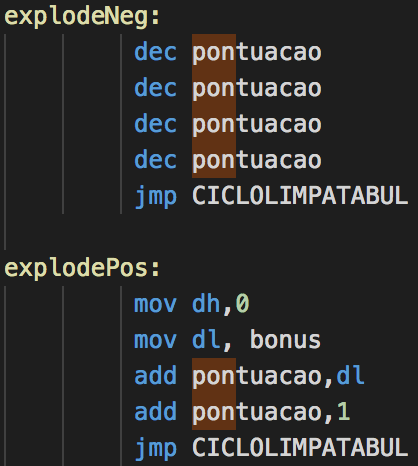 explodeNeg:
dec pontuacao
dec pontuacao
dec pontuacao
dec pontuacao
jmp CICLOLIMPATABUL
explodePos:
mov dh,0
mov dl, bonus
add pontuacao,dl
add pontuacao,1
jmp CICLOLIMPATABUL